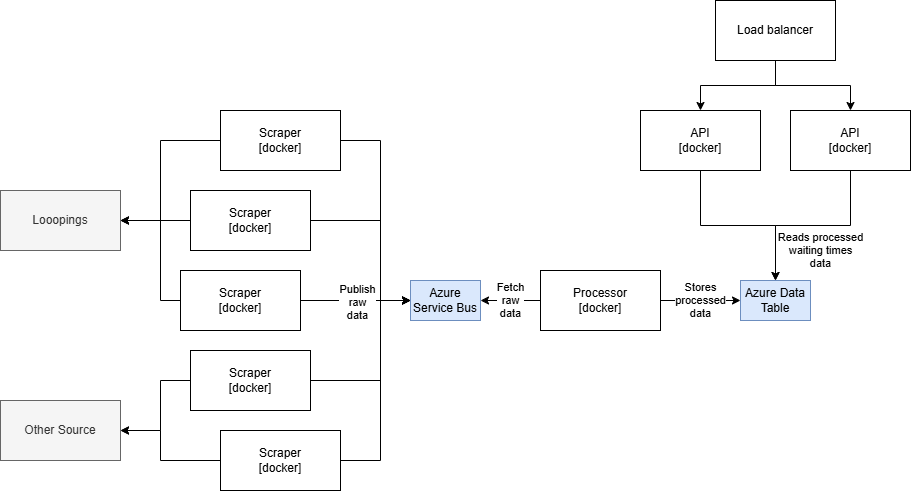 Load balancer
API
[docker]
API
[docker]
Scraper
[docker]
Scraper
[docker]
Looopings
Scraper
[docker]
Publish
raw
data
Azure
Service Bus
Fetch
raw
data
Processor
[docker]
Stores
processed
data
Azure Data
Table
Reads processed
waiting times
data
Scraper
[docker]
Other Source
Scraper
[docker]